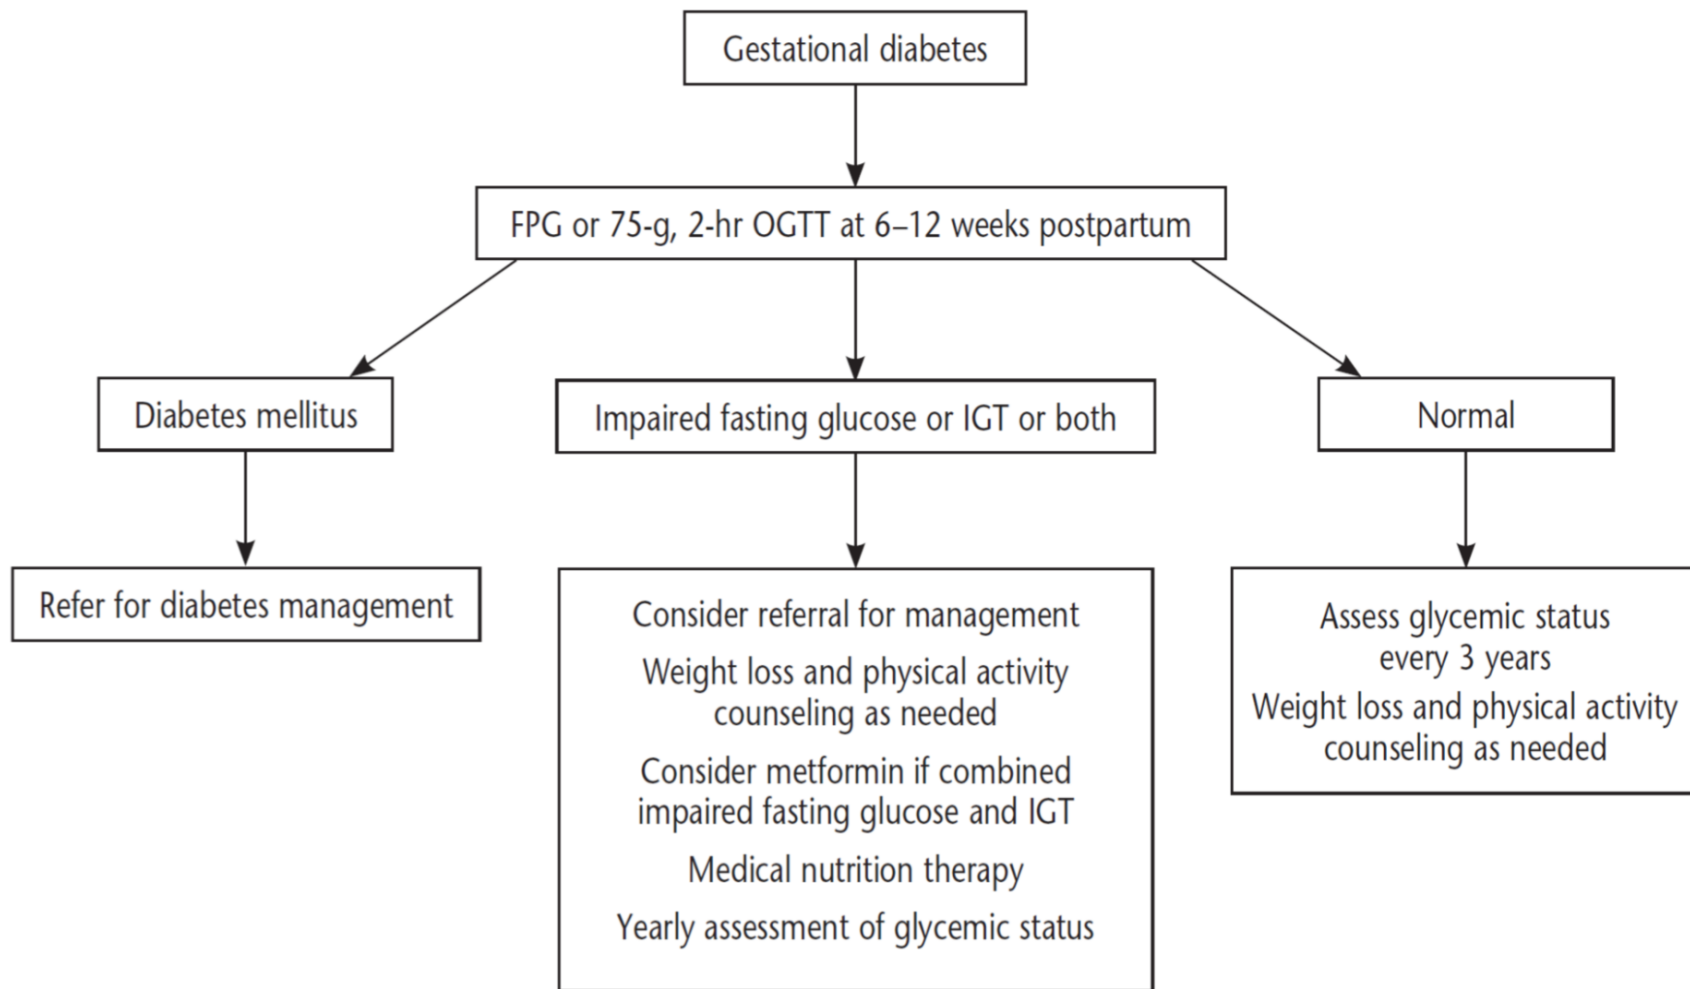 Gestational diabetes
FPG or 75-g, 2-hr OGTT at 6–12 weeks postpartum
Diabetes mellitus
Impaired fasting glucose or IGT or both
Normal
Refer for diabetes management
Consider referral for management
Weight loss and physical activity
counseling as needed
Consider metformin if combined
impaired fasting glucose and IGT
Medical nutrition therapy
Yearly assessment of glycemic status
Assess glycemic status
every 3 years
Weight loss and physical activity
counseling as needed